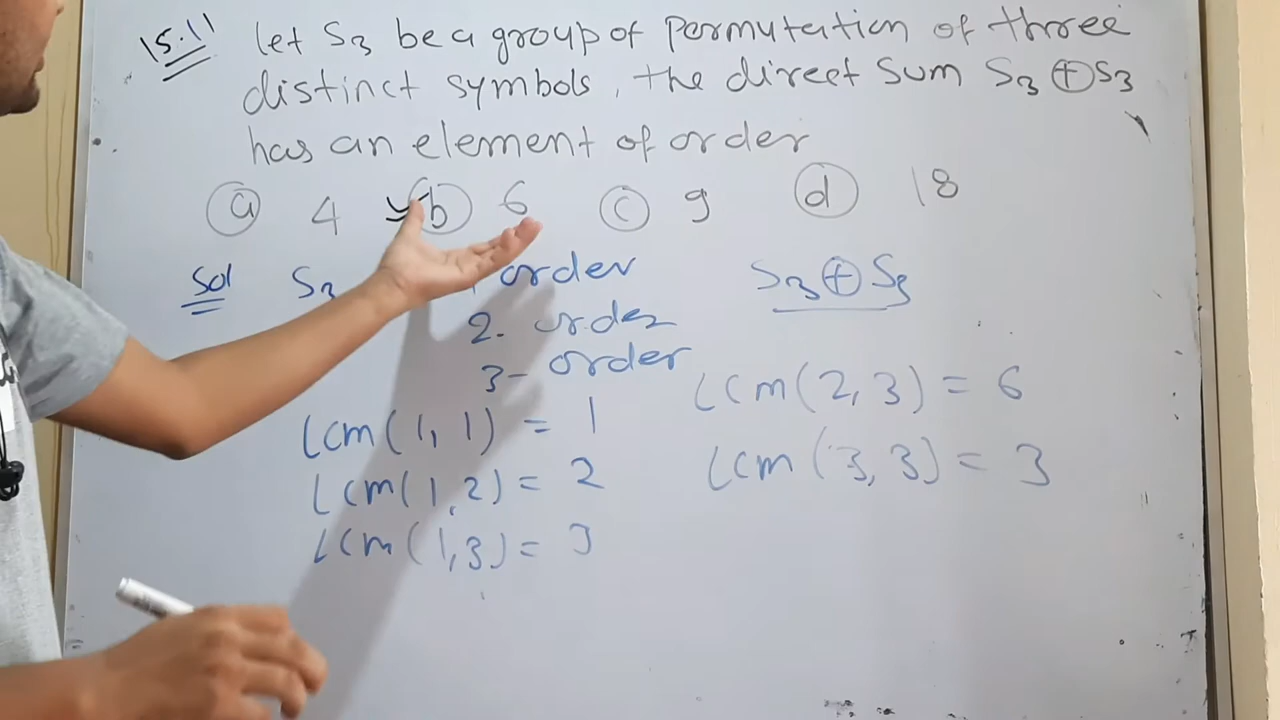 15.11 Let S3 be a group of permutation of three
distinct symbols, the direct sum S3 ⊕ S3
has an element of order
(a) 4 (b) 6 (c) 9 (d) 18
Sol S3 order S3 ⊕ S3
2. order
3- order
lcm(1, 1) = 1
lcm(1, 2) = 2
lcm(1, 3) = 3
lcm(2, 3) = 6
lcm(3, 3) = 3